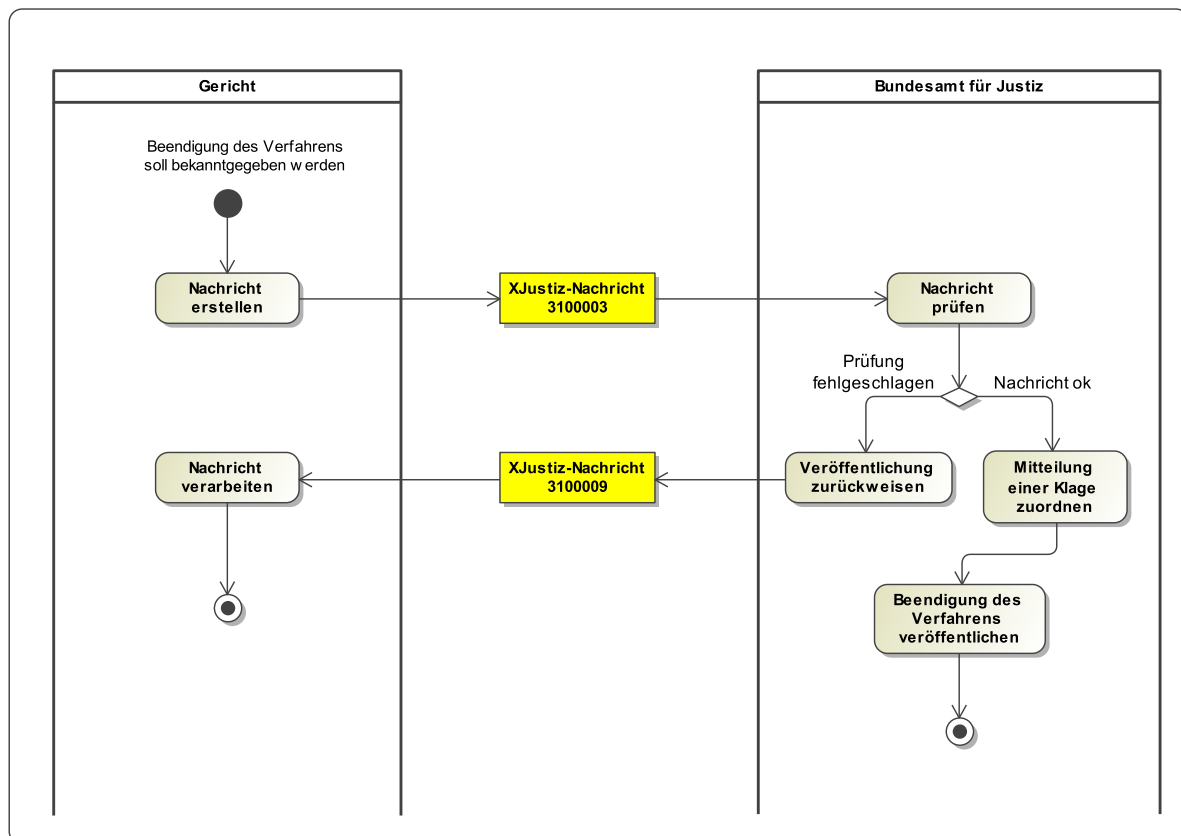 Gericht
Bundesamt für Justiz
Beendigung des Verfahrens
soll bekanntgegeben werden
Nachricht
erstellen
XJustiz-Nachricht
3100003
Nachricht
prüfen
Prüfung
fehlgeschlagen
Nachricht ok
Nachricht
verarbeiten
XJustiz-Nachricht
3100009
Veröffentlichung
zurückweisen
Mitteilung
einer Klage
zuordnen
Beendigung des
Verfahrens
veröffentlichen